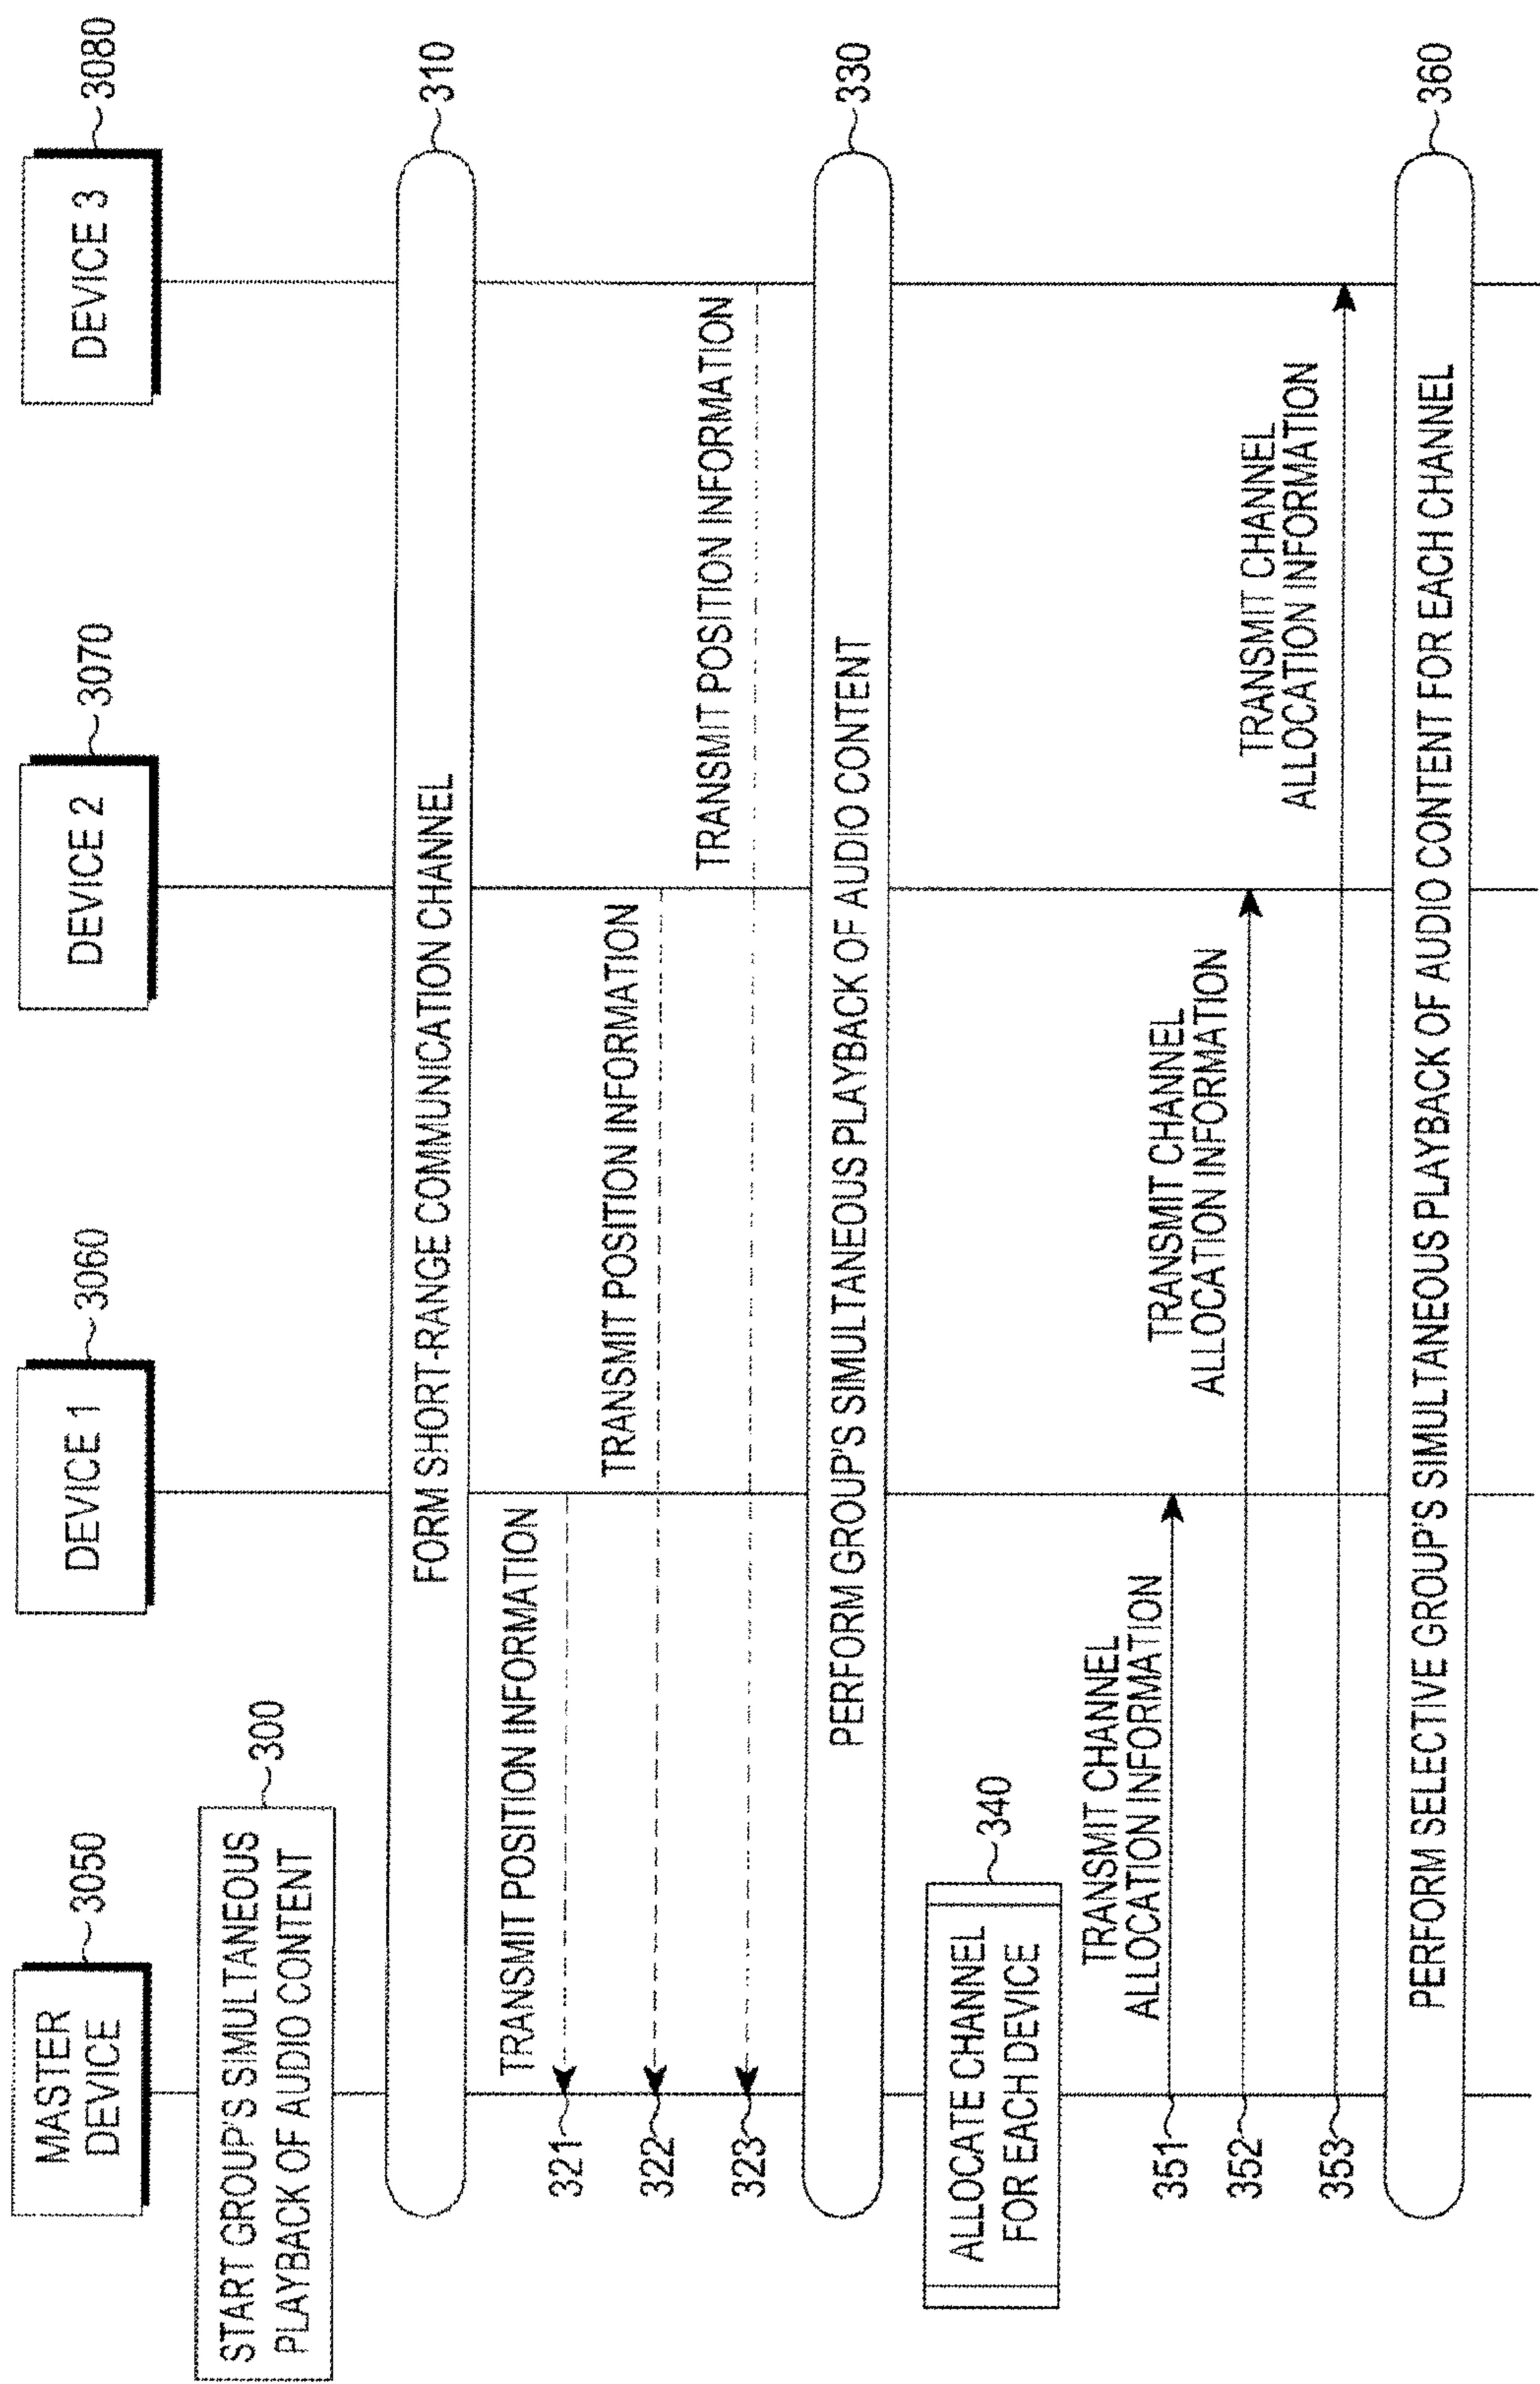 MASTER
DEVICE
3050
DEVICE 1
3060
DEVICE 2
3070
DEVICE 3
3080
START GROUP'S SIMULTANEOUS
PLAYBACK OF AUDIO CONTENT
300
FORM SHORT-RANGE COMMUNICATION CHANNEL
310
TRANSMIT POSITION INFORMATION
321
TRANSMIT POSITION INFORMATION
322
TRANSMIT POSITION INFORMATION
323
PERFORM GROUP'S SIMULTANEOUS PLAYBACK OF AUDIO CONTENT
330
ALLOCATE CHANNEL
FOR EACH DEVICE
340
TRANSMIT CHANNEL
ALLOCATION INFORMATION
351
TRANSMIT CHANNEL
ALLOCATION INFORMATION
352
TRANSMIT CHANNEL
ALLOCATION INFORMATION
353
PERFORM SELECTIVE GROUP'S SIMULTANEOUS PLAYBACK OF AUDIO CONTENT FOR EACH CHANNEL
360